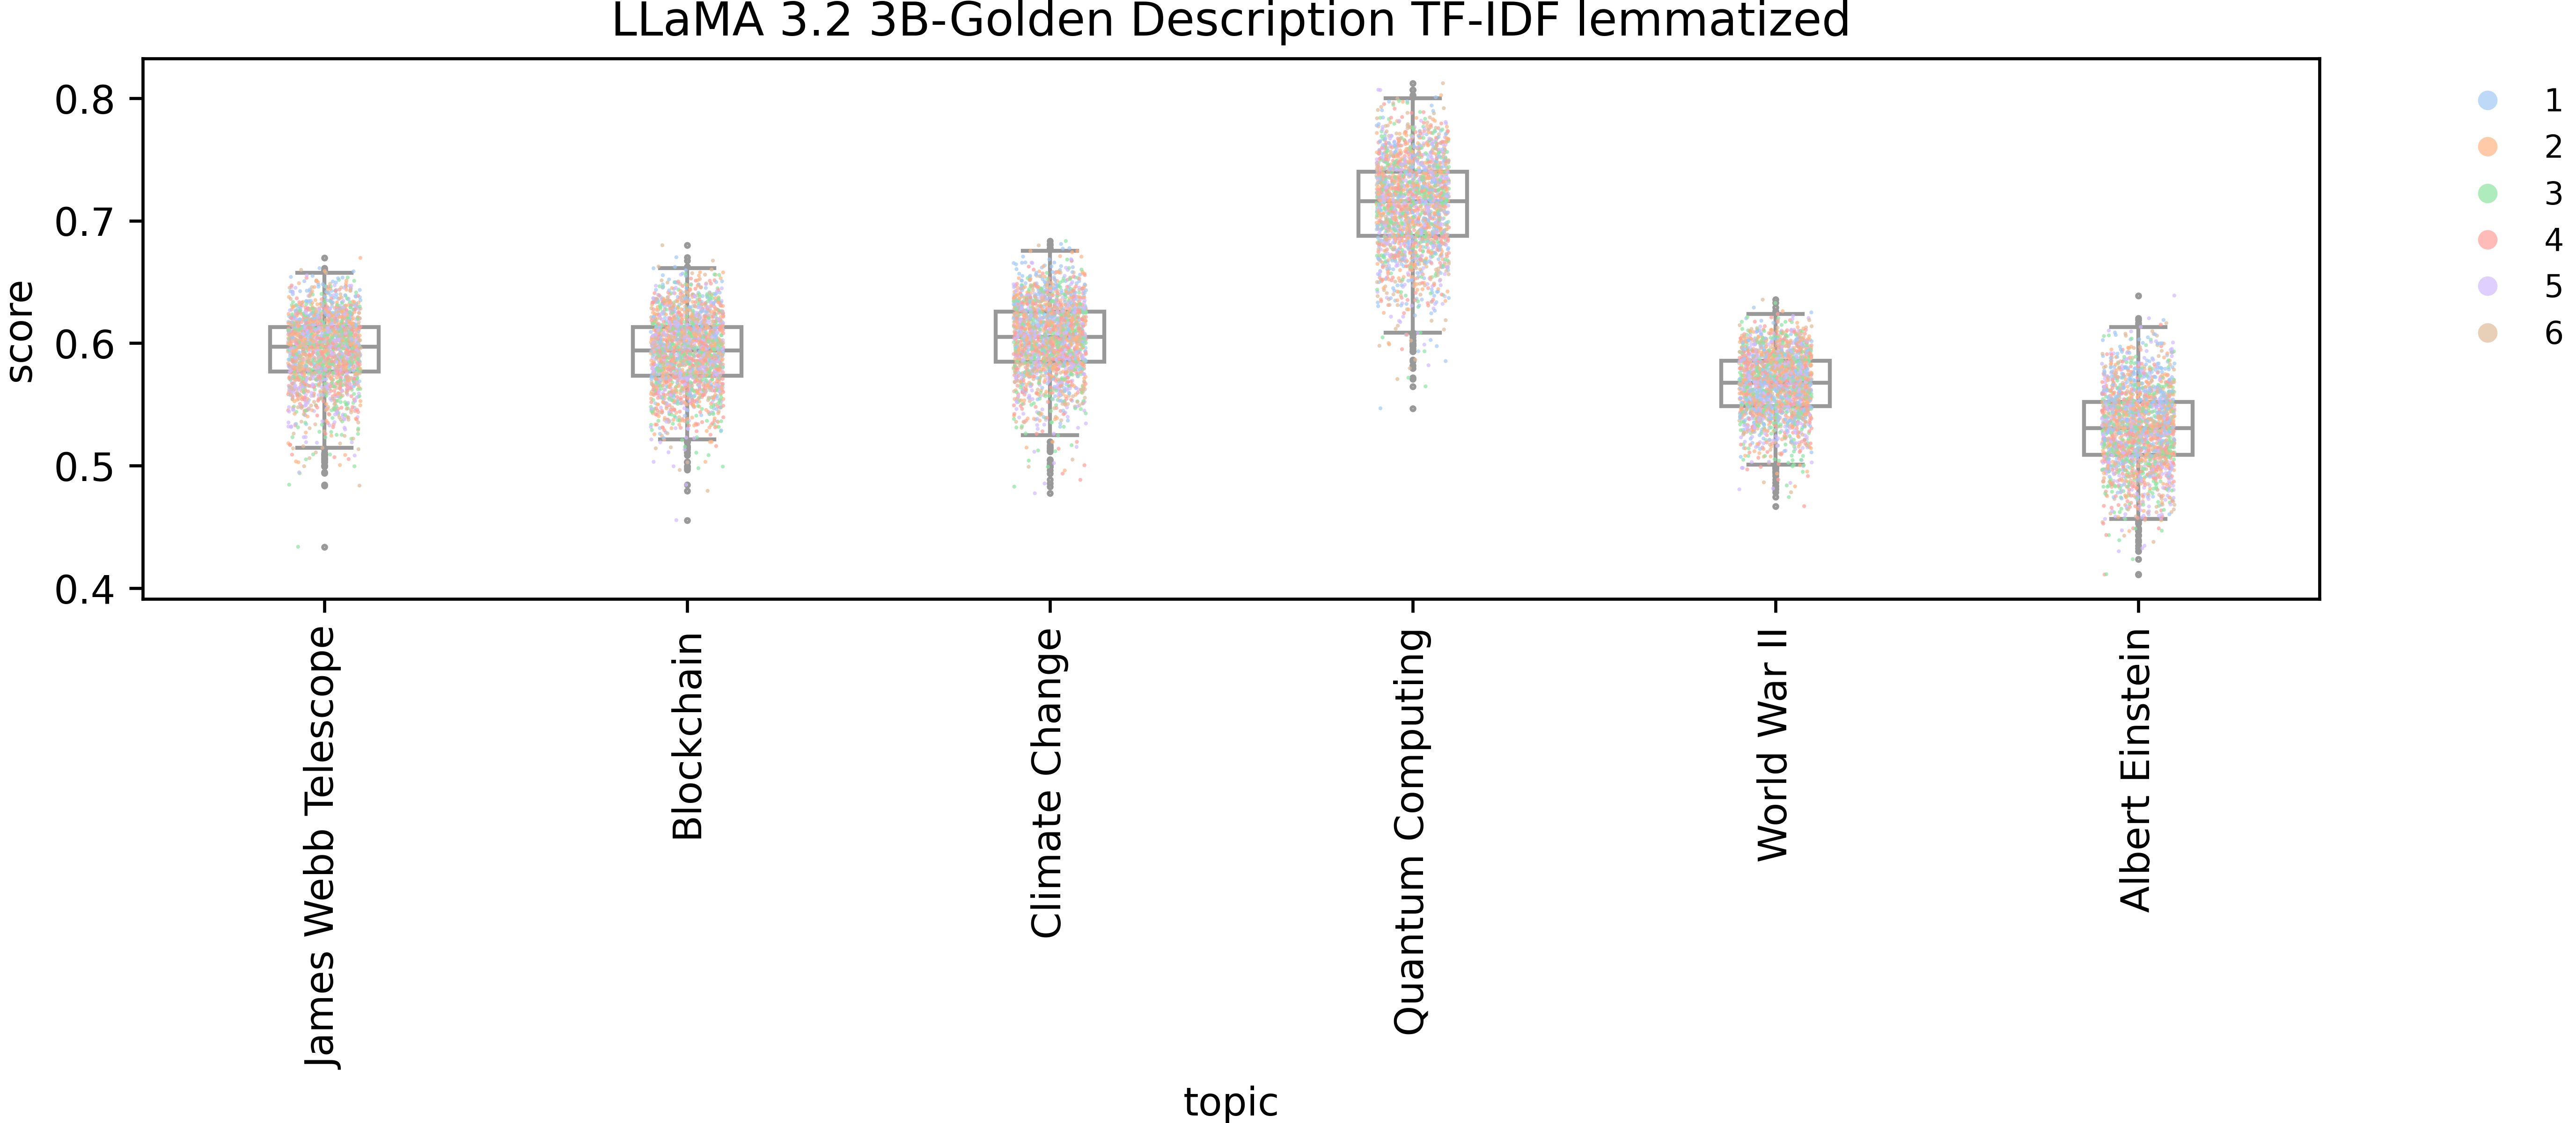 LLaMA 3.2 3B-Golden Description TF-IDF lemmatized
score
0.8
0.7
0.6
0.5
0.4
James Webb Telescope
Blockchain
Climate Change
Quantum Computing
World War II
Albert Einstein
topic
1
2
3
4
5
6